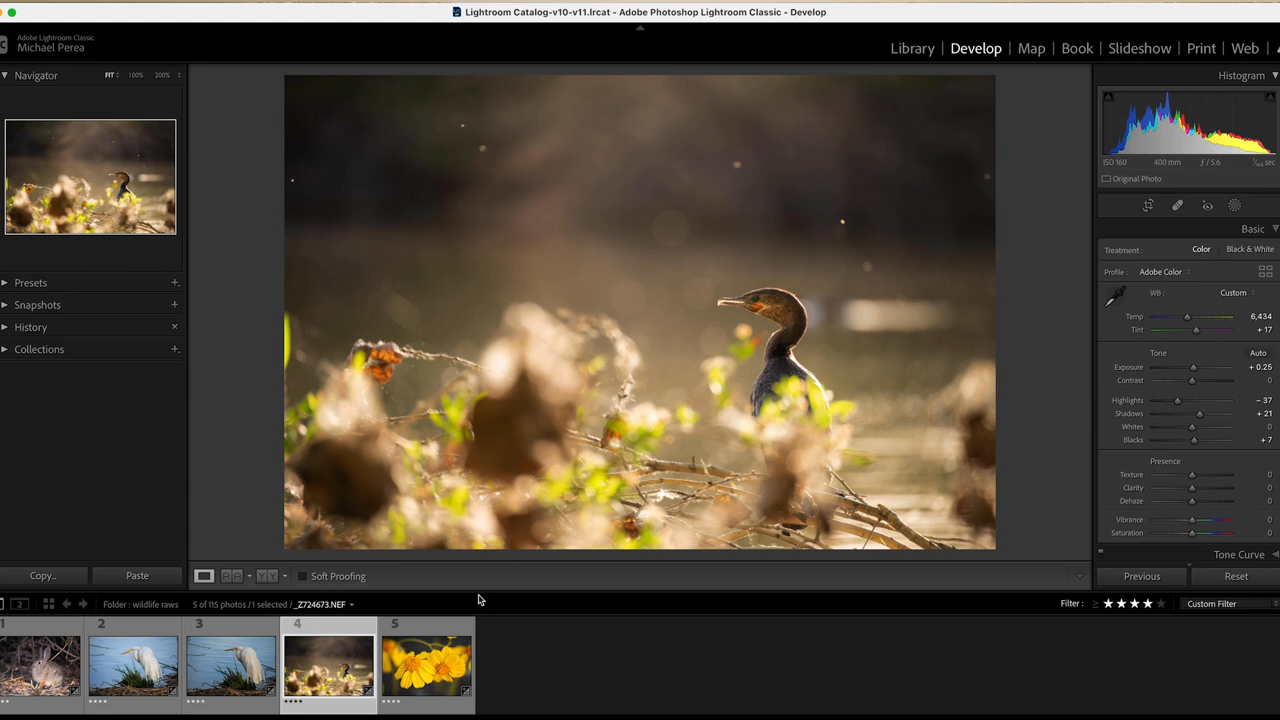 Lightroom Catalog-v10-v11.lrcat - Adobe Photoshop Lightroom Classic - Develop
Adobe Lightroom Classic
Michael Perea
Library | Develop | Map | Book | Slideshow | Print | Web
Navigator FIT 100% 200%
Histogram
ISO 160 400 mm ƒ / 5.6 sec
Original Photo
Basic
Treatment: Color Black & White
Profile: Adobe Color
WB: Custom
Temp 6,434
Tint + 17
Tone Auto
Exposure + 0.25
Contrast 0
Highlights − 37
Shadows + 21
Whites 0
Blacks + 7
Presence
Texture 0
Clarity 0
Dehaze 0
Vibrance 0
Saturation 0
Tone Curve
Presets
Snapshots
History
Collections
Copy... Paste
Soft Proofing
Previous Reset
2 Folder : wildlife raws 5 of 115 photos / 1 selected / _Z724673.NEF
Filter : ≥ ★★★★★ Custom Filter
1 2 3 4 5